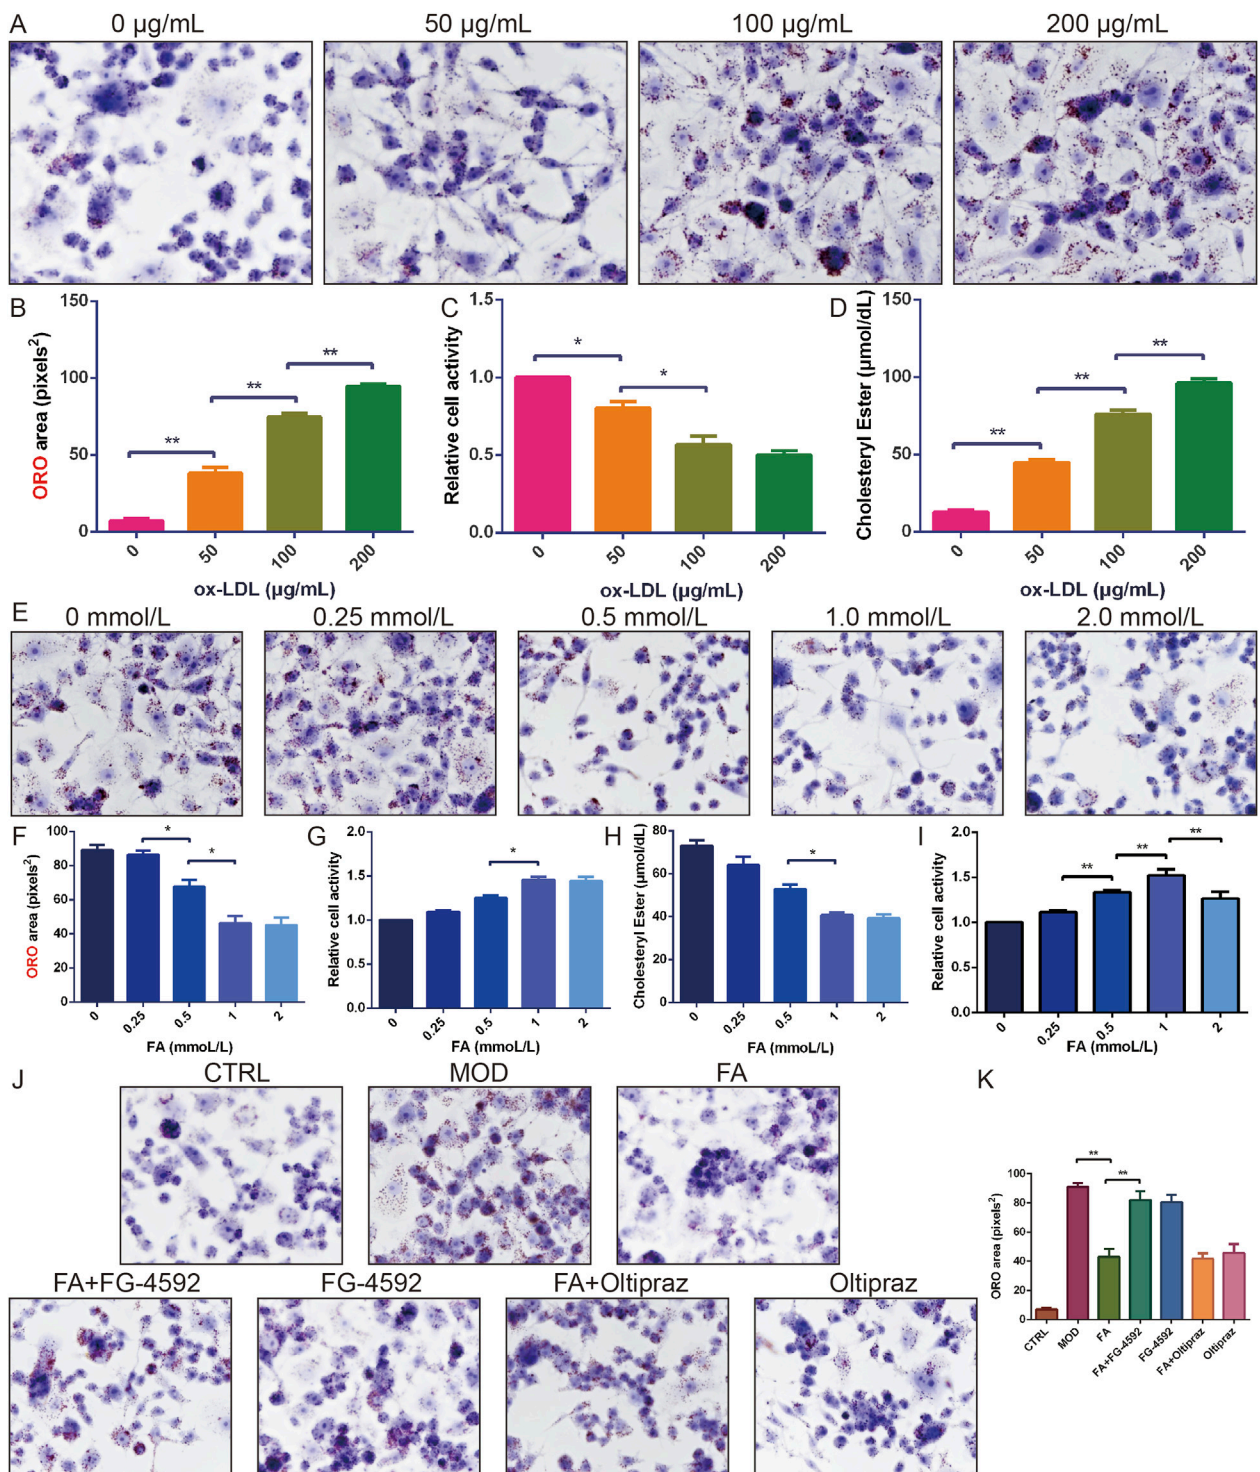 A
0 µg/mL
50 µg/mL
100 µg/mL
200 µg/mL
B
ORO area (pixels²)
150
100
50
0
**
**
**
0
50
100
200
ox-LDL (µg/mL)
C
Relative cell activity
1.5
1.0
0.5
0.0
*
*
0
50
100
200
ox-LDL (µg/mL)
D
Cholesteryl Ester (µmol/dL)
150
100
50
0
**
**
**
0
50
100
200
ox-LDL (µg/mL)
E
0 mmol/L
0.25 mmol/L
0.5 mmol/L
1.0 mmol/L
2.0 mmol/L
F
ORO area (pixels²)
100
80
60
40
20
0
*
*
0
0.25
0.5
1
2
FA (mmoL/L)
G
Relative cell activity
2.0
1.5
1.0
0.5
0.0
*
0
0.25
0.5
1
2
FA (mmoL/L)
H
Cholesteryl Ester (µmol/dL)
80
60
40
20
0
*
0
0.25
0.5
1
2
FA (mmoL/L)
I
Relative cell activity
2.0
1.5
1.0
0.5
0.0
**
**
**
0
0.25
0.5
1
2
FA (mmoL/L)
J
CTRL
MOD
FA
FA+FG-4592
FG-4592
FA+Oltipraz
Oltipraz
K
ORO area (pixels²)
100
80
60
40
20
0
**
**
CTRL
MOD
FA
FA+FG-4592
FG-4592
FA+Oltipraz
Oltipraz